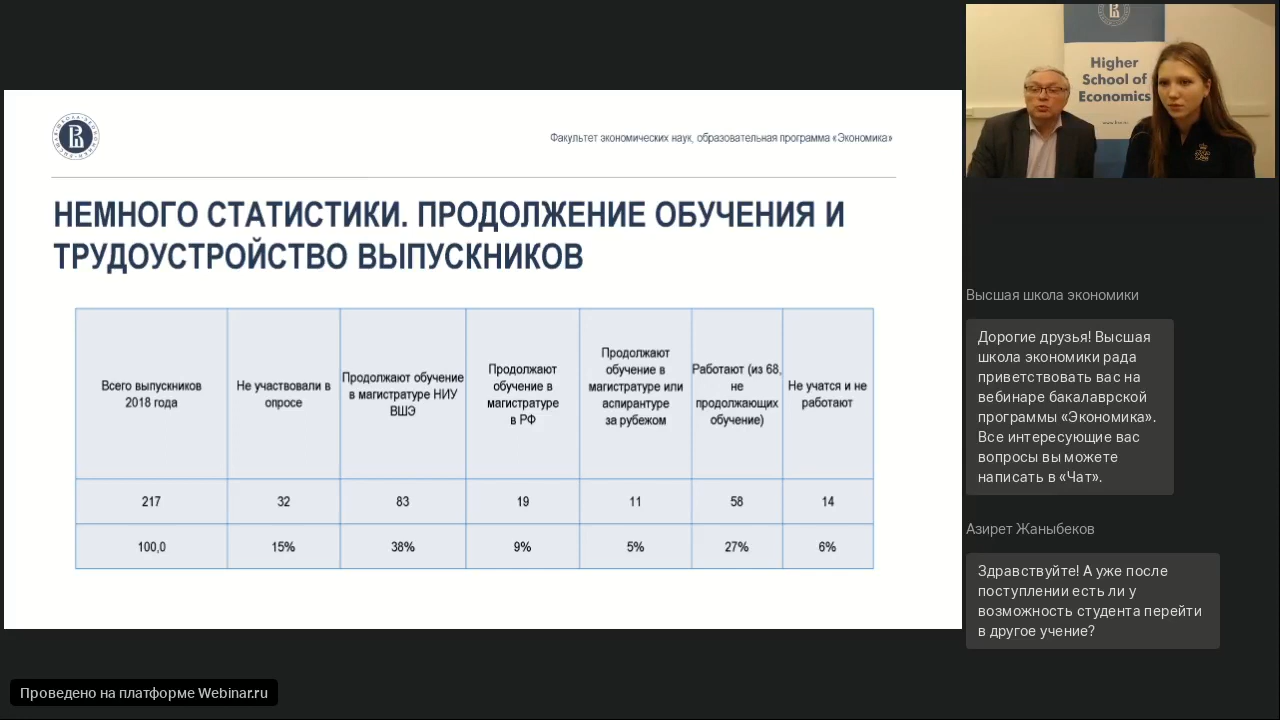 Факультет экономических наук, образовательная программа «Экономика»
НЕМНОГО СТАТИСТИКИ. ПРОДОЛЖЕНИЕ ОБУЧЕНИЯ И
ТРУДОУСТРОЙСТВО ВЫПУСКНИКОВ
Всего выпускников
2018 года
Не участвовали в
опросе
Продолжают обучение
в магистратуре НИУ
ВШЭ
Продолжают
обучение в
магистратуре
в РФ
Продолжают
обучение в
магистратуре или
аспирантуре
за рубежом
Работают (из 68,
не
продолжающих
обучение)
Не учатся и не
работают
217 32 83 19 11 58 14
100,0 15% 38% 9% 5% 27% 6%
Higher
School of
Economics
Высшая школа экономики
Дорогие друзья! Высшая
школа экономики рада
приветствовать вас на
вебинаре бакалаврской
программы «Экономика».
Все интересующие вас
вопросы вы можете
написать в «Чат».
Азирет Жаныбеков
Здравствуйте! А уже после
поступлении есть ли у
возможность студента перейти
в другое учение?
Проведено на платформе Webinar.ru